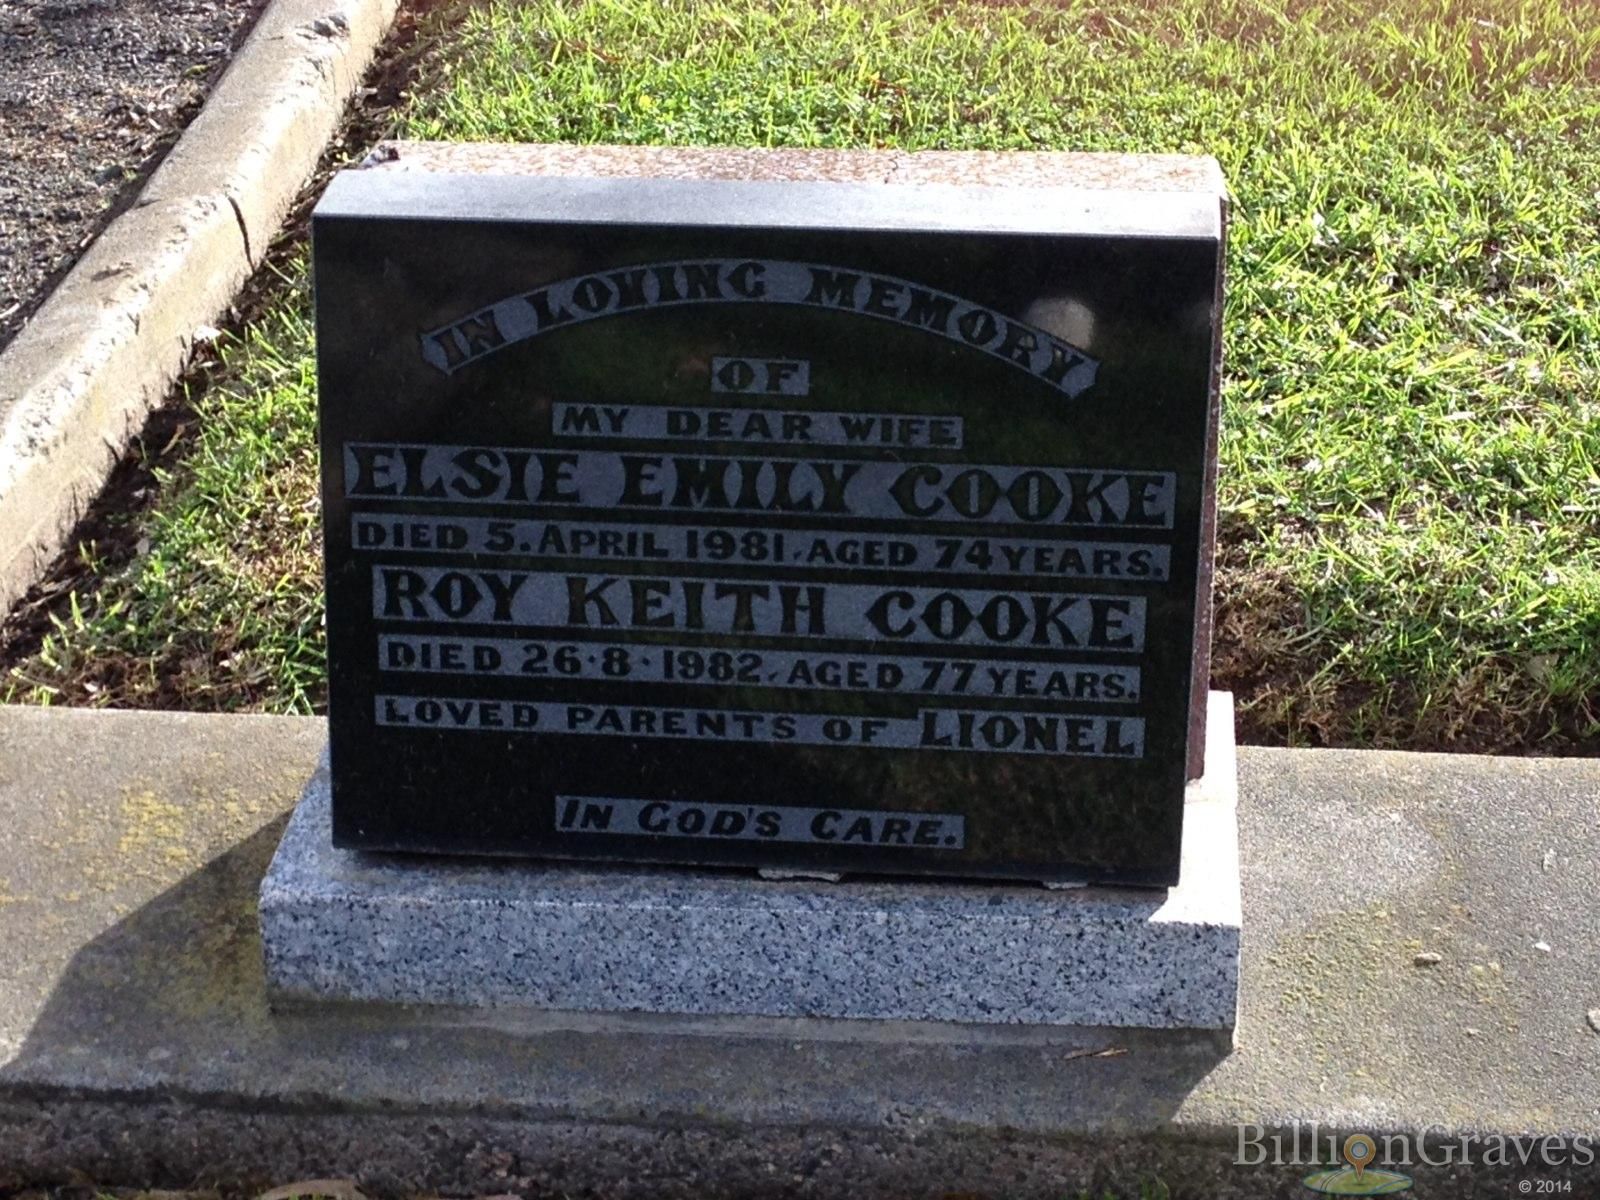 IN LOVING MEMORY
OF
MY DEAR WIFE
ELSIE EMILY COOKE
DIED 5. APRIL 1981. AGED 74 YEARS.
ROY KEITH COOKE
DIED 26·8·1982. AGED 77 YEARS.
LOVED PARENTS OF LIONEL
IN GOD'S CARE.
BillionGraves
© 2014